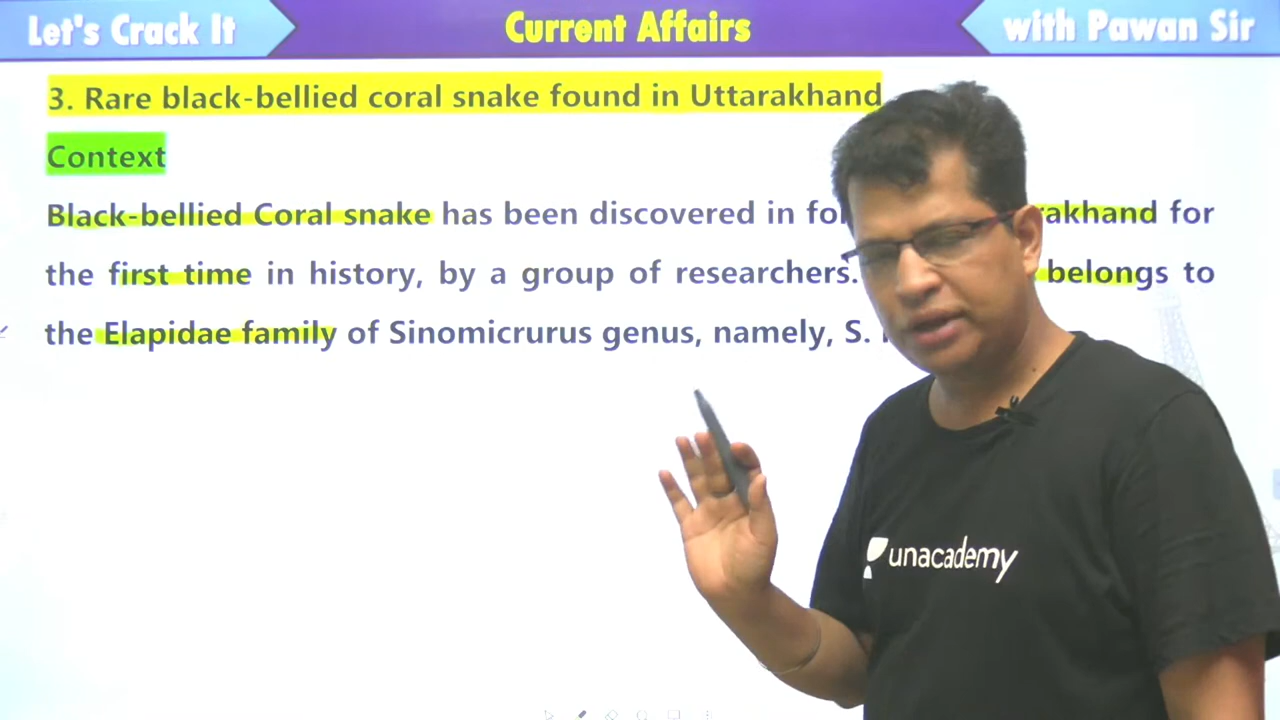 Let's Crack It
Current Affairs
with Pawan Sir
3. Rare black-bellied coral snake found in Uttarakhand
Context
Black-bellied Coral snake has been discovered in for rakhand for
the first time in history, by a group of researchers. belongs to
the Elapidae family of Sinomicrurus genus, namely, S.
unacademy